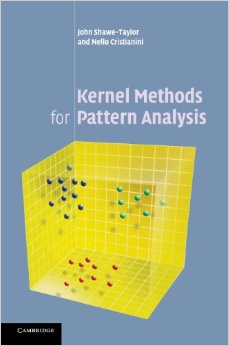 John Shawe-Taylor
and Nello Cristianini
Kernel Methods
for Pattern Analysis
CAMBRIDGE